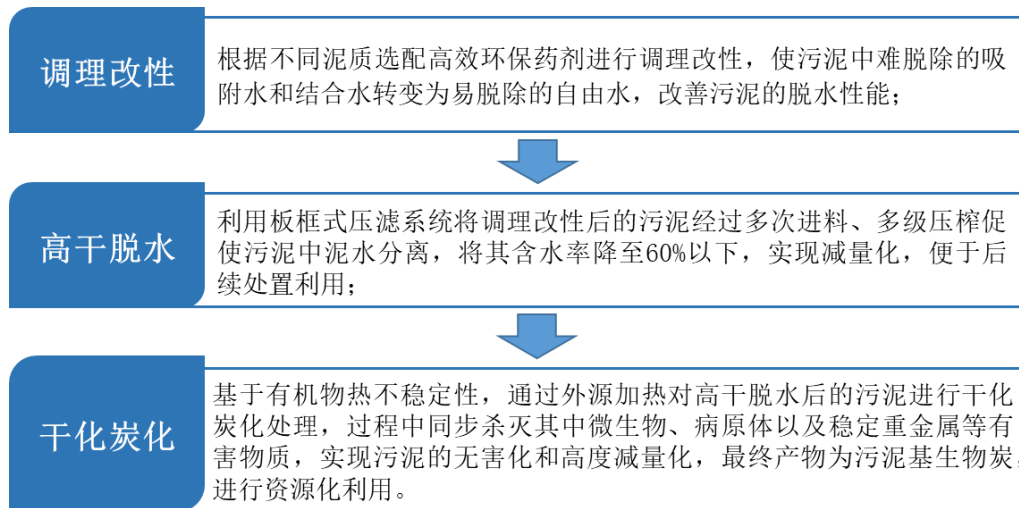 调理改性
根据不同泥质选配高效环保药剂进行调理改性，使污泥中难脱除的吸
附水和结合水转变为易脱除的自由水，改善污泥的脱水性能；
高干脱水
利用板框式压滤系统将调理改性后的污泥经过多次进料、多级压榨促
使污泥中泥水分离，将其含水率降至60%以下，实现减量化，便于后
续处置利用；
干化炭化
基于有机物热不稳定性，通过外源加热对高干脱水后的污泥进行干化
炭化处理，过程中同步杀灭其中微生物、病原体以及稳定重金属等有
害物质，实现污泥的无害化和高度减量化，最终产物为污泥基生物炭，
进行资源化利用。